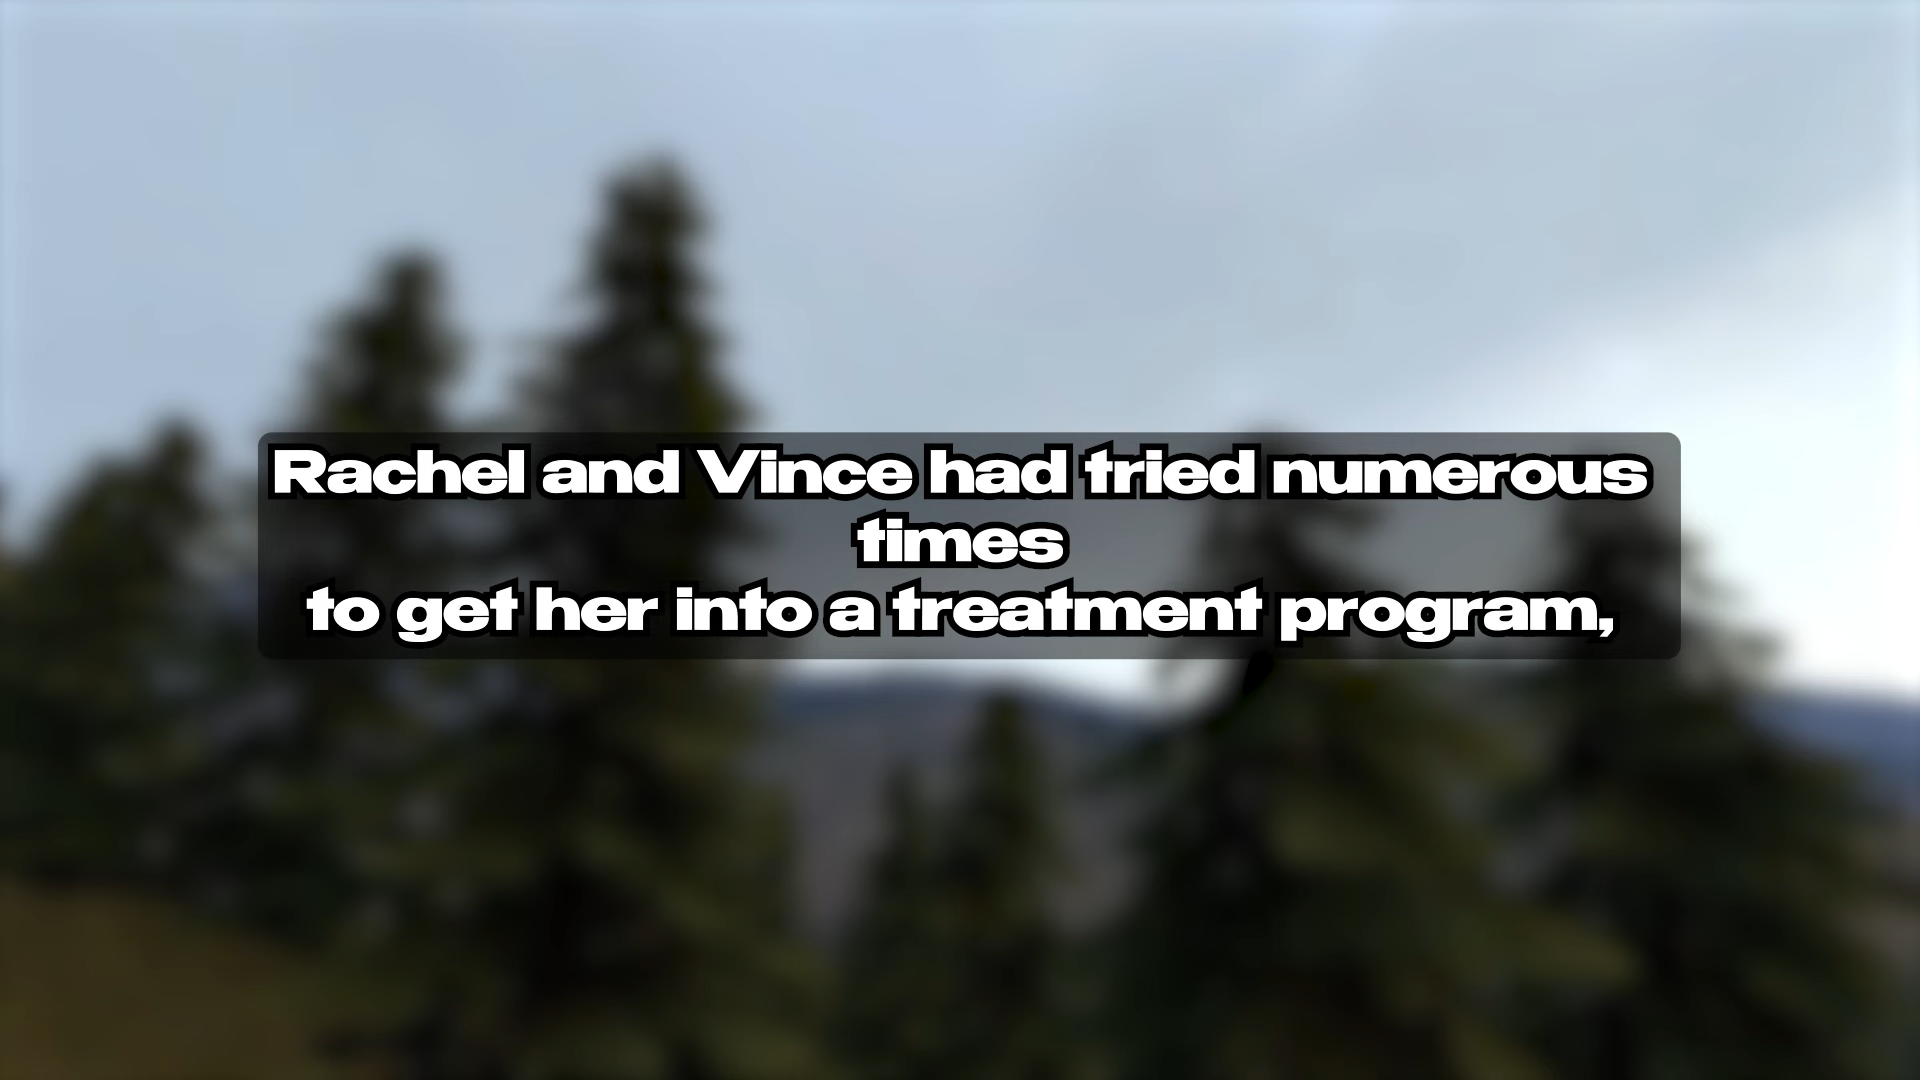 Rachel and Vince had tried numerous
times
to get her into a treatment program,